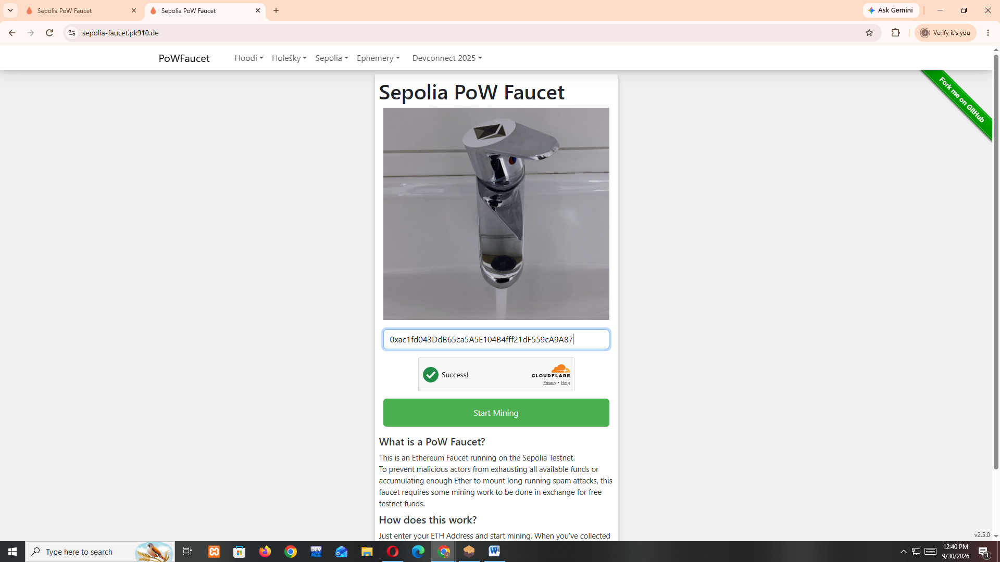 Sepolia PoW Faucet
Sepolia PoW Faucet
Ask Gemini
sepolia-faucet.pk910.de
Verify it's you
PoWFaucet
Hoodi
Holešky
Sepolia
Ephemery
Devconnect 2025
Fork me on GitHub
Sepolia PoW Faucet
0xac1fd043DdB65ca5A5E104B4fff21dF559cA9A87
Success!
CLOUDFLARE
Privacy • Help
Start Mining
What is a PoW Faucet?
This is an Ethereum Faucet running on the Sepolia Testnet.
To prevent malicious actors from exhausting all available funds or
accumulating enough Ether to mount long running spam attacks, this
faucet requires some mining work to be done in exchange for free
testnet funds.
How does this work?
Just enter your ETH Address and start mining. When you've collected
v2.5.0
Type here to search
DEV
W
12:40 PM
9/30/2026
3